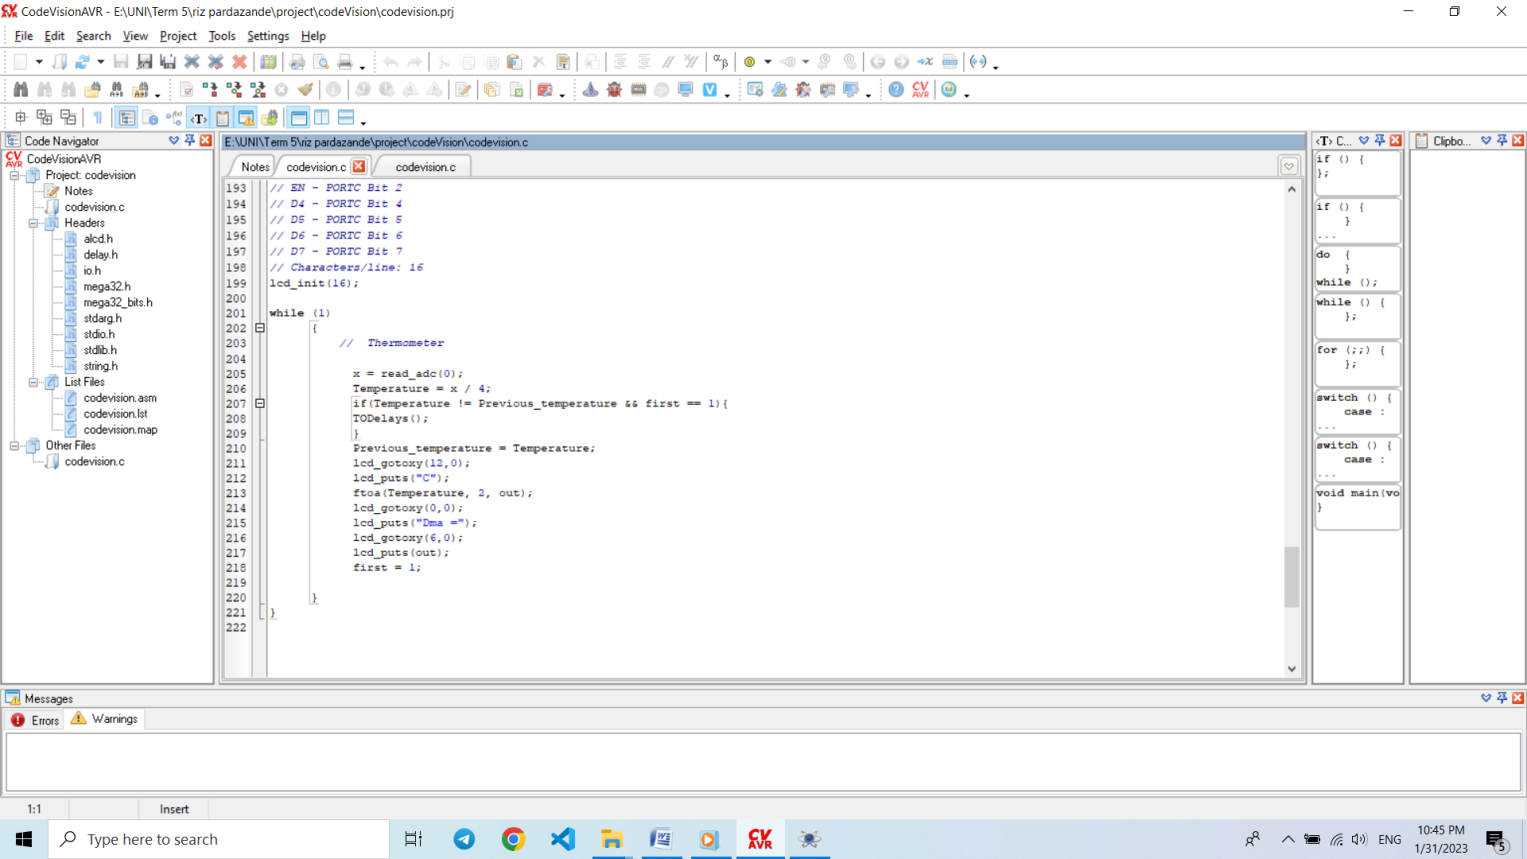 CodeVisionAVR - E:\UNI\Term 5\riz pardazande\project\codeVision\codevision.prj
File Edit Search View Project Tools Settings Help
Code Navigator
CodeVisionAVR
Project: codevision
Notes
codevision.c
Headers
alcd.h
delay.h
io.h
mega32.h
mega32_bits.h
stdarg.h
stdio.h
stdlib.h
string.h
List Files
codevision.asm
codevision.lst
codevision.map
Other Files
codevision.c
E:\UNI\Term 5\riz pardazande\project\codeVision\codevision.c
Notes codevision.c codevision.c
193 // EN - PORTC Bit 2
194 // D4 - PORTC Bit 4
195 // D5 - PORTC Bit 5
196 // D6 - PORTC Bit 6
197 // D7 - PORTC Bit 7
198 // Characters/line: 16
199 lcd_init(16);
200
201 while (1)
202 {
203 // Thermometer
204
205 x = read_adc(0);
206 Temperature = x / 4;
207 if(Temperature != Previous_temperature && first == 1){
208 TODelays();
209 }
210 Previous_temperature = Temperature;
211 lcd_gotoxy(12,0);
212 lcd_puts("C");
213 ftoa(Temperature, 2, out);
214 lcd_gotoxy(0,0);
215 lcd_puts("Dma =");
216 lcd_gotoxy(6,0);
217 lcd_puts(out);
218 first = 1;
219
220 }
221 }
222
<T> C...
if () {
};
if () {
}
...
do {
}
while ();
while () {
};
for (;;) {
};
switch () {
case :
...
switch () {
case :
...
void main(vo
}
Clipbo...
Messages
Errors Warnings
1:1 Insert
Type here to search
CV
AVR
ENG
10:45 PM
1/31/2023
5